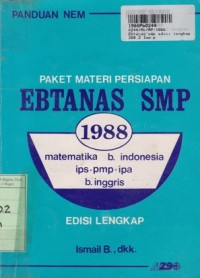 PANDUAN NEM
PAKET MATERI PERSIAPAN
EBTANAS SMP
1988
matematika b. indonesia
ips-pmp-ipa
b.inggris
EDISI LENGKAP
Ismail B., dkk.